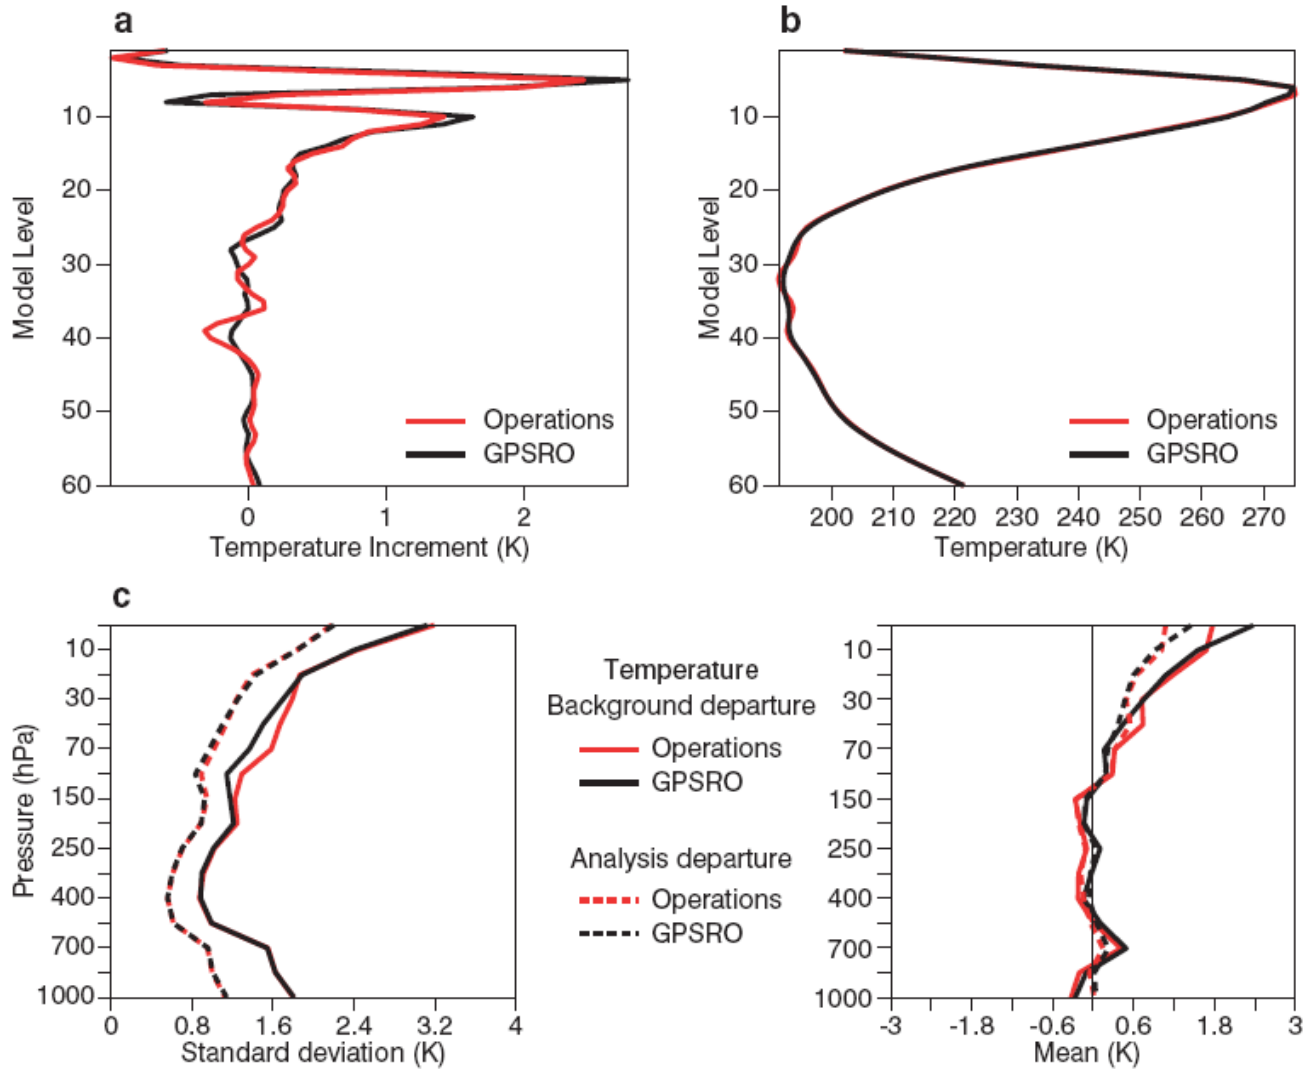 a
10
20
30
40
50
60
Model Level
0
1
2
Temperature Increment (K)
Operations
GPSRO
b
10
20
30
40
50
60
Model Level
200 210 220 230 240 250 260 270
Temperature (K)
Operations
GPSRO
c
10
30
70
150
250
400
700
1000
Pressure (hPa)
0 0.8 1.6 2.4 3.2 4
Standard deviation (K)
Temperature
Background departure
Operations
GPSRO
Analysis departure
Operations
GPSRO
10
30
70
150
250
400
700
1000
-3 -1.8 -0.6 0.6 1.8 3
Mean (K)